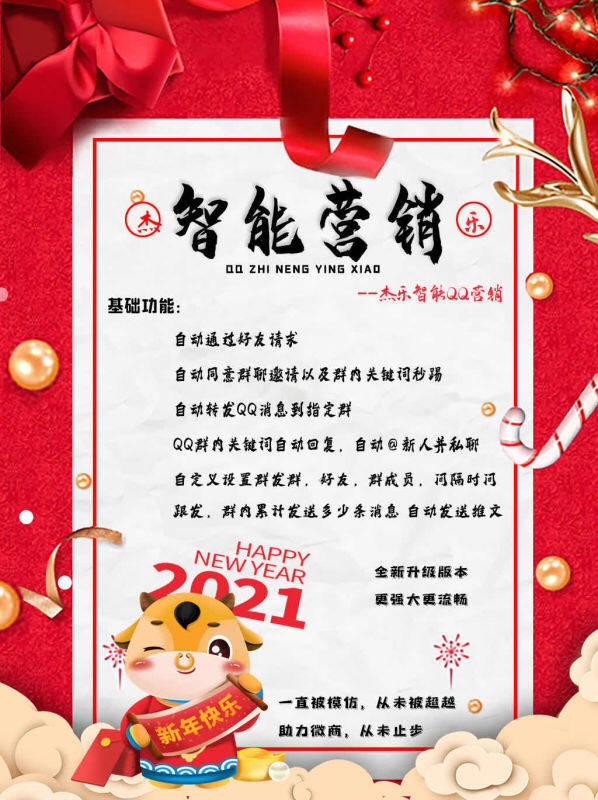 杰 智能营销 乐
QQ ZHI NENG YING XIAO
--杰乐智能QQ营销
基础功能：
自动通过好友请求
自动同意群聊邀请以及群内关键词秒踢
自动转发QQ消息到指定群
QQ群内关键词自动回复，自动@新人并私聊
自定义设置群发群，好友，群成员，间隔时间
跟发，群内累计发送多少条消息 自动发送推文
HAPPY
NEW YEAR
2021
全新升级版本
更强大更流畅
新年快乐
一直被模仿，从未被超越
助力微商，从未止步